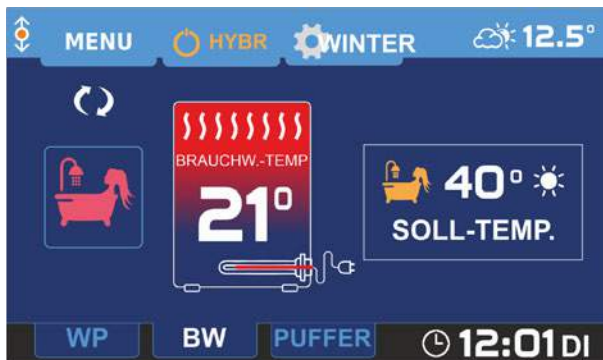 MENU HYBR WINTER 12.5°
BRAUCHW.-TEMP
21°
40°
SOLL-TEMP.
WP BW PUFFER 12:01 DI